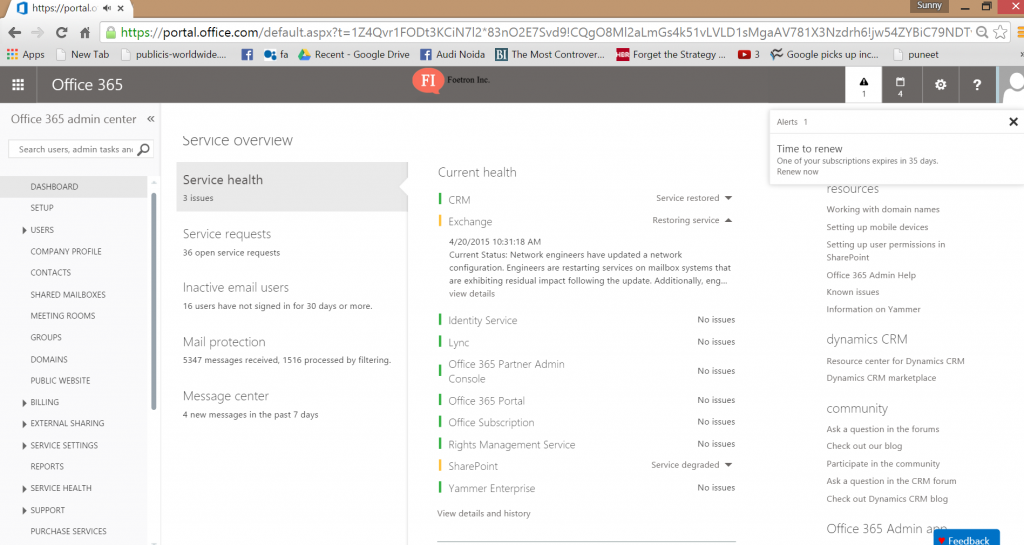 https://portal.o
Sunny
https://portal.office.com/default.aspx?t=1Z4Qvr1FODt3KCiN7l2*83nO2E7Svd9!CQgO8Ml2aLmGs4k51vLVLD1sMgaAV781X3Nzdrh6!jw54ZYBiC79NDT
Apps New Tab publicis-worldwide.... fa Recent - Google Drive Audi Noida BI The Most Controver... HBR Forget the Strategy ... 3 Google picks up inc... puneet
Office 365
FI Foetron Inc.
1
4
?
Office 365 admin center «
Search users, admin tasks an
DASHBOARD
SETUP
USERS
COMPANY PROFILE
CONTACTS
SHARED MAILBOXES
MEETING ROOMS
GROUPS
DOMAINS
PUBLIC WEBSITE
BILLING
EXTERNAL SHARING
SERVICE SETTINGS
REPORTS
SERVICE HEALTH
SUPPORT
PURCHASE SERVICES
Service overview
Service health
3 issues
Service requests
36 open service requests
Inactive email users
16 users have not signed in for 30 days or more.
Mail protection
5347 messages received, 1516 processed by filtering.
Message center
4 new messages in the past 7 days
Current health
CRM Service restored
Exchange Restoring service
4/20/2015 10:31:18 AM
Current Status: Network engineers have updated a network
configuration. Engineers are restarting services on mailbox systems that
are exhibiting residual impact following the update. Additionally, eng...
view details
Identity Service No issues
Lync No issues
Office 365 Partner Admin
Console No issues
Office 365 Portal No issues
Office Subscription No issues
Rights Management Service No issues
SharePoint Service degraded
Yammer Enterprise No issues
View details and history
Alerts 1
Time to renew
One of your subscriptions expires in 35 days.
Renew now
resources
Working with domain names
Setting up mobile devices
Setting up user permissions in
SharePoint
Office 365 Admin Help
Known issues
Information on Yammer
dynamics CRM
Resource center for Dynamics CRM
Dynamics CRM marketplace
community
Ask a question in the forums
Check out our blog
Participate in the community
Ask a question in the CRM forum
Check out Dynamics CRM blog
Office 365 Admin app
Feedback